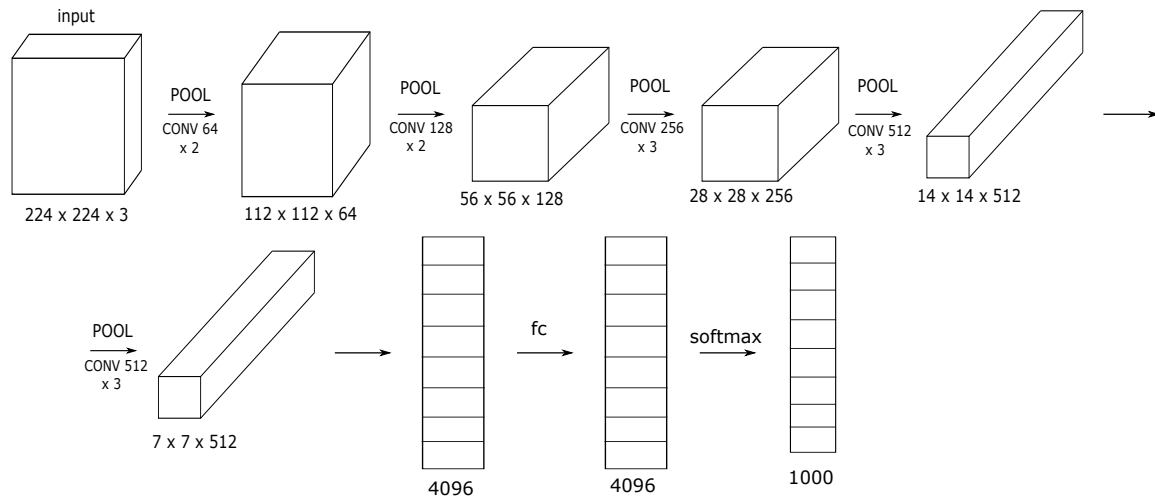 input
POOL
CONV 64
x 2
POOL
CONV 128
x 2
POOL
CONV 256
x 3
POOL
CONV 512
x 3
224 x 224 x 3
112 x 112 x 64
56 x 56 x 128
28 x 28 x 256
14 x 14 x 512
POOL
CONV 512
x 3
7 x 7 x 512
fc
softmax
4096
4096
1000